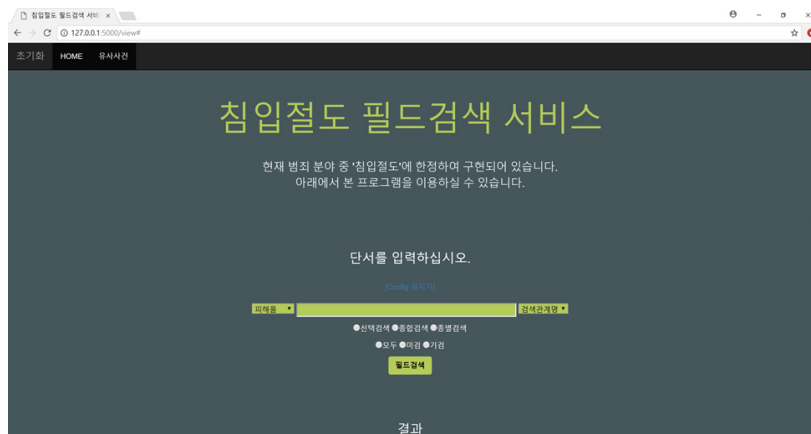 침입절도 필드검색 서비
127.0.0.1:5000/view#
초기화 HOME 유사사건
침입절도 필드검색 서비스
현재 범죄 분야 중 '침입절도'에 한정하여 구현되어 있습니다.
아래에서 본 프로그램을 이용하실 수 있습니다.
단서를 입력하십시오.
[Config 펼치기]
피해품 검색관계명
선택검색 종합검색 종별검색
모두 미검 기검
필드검색
결과